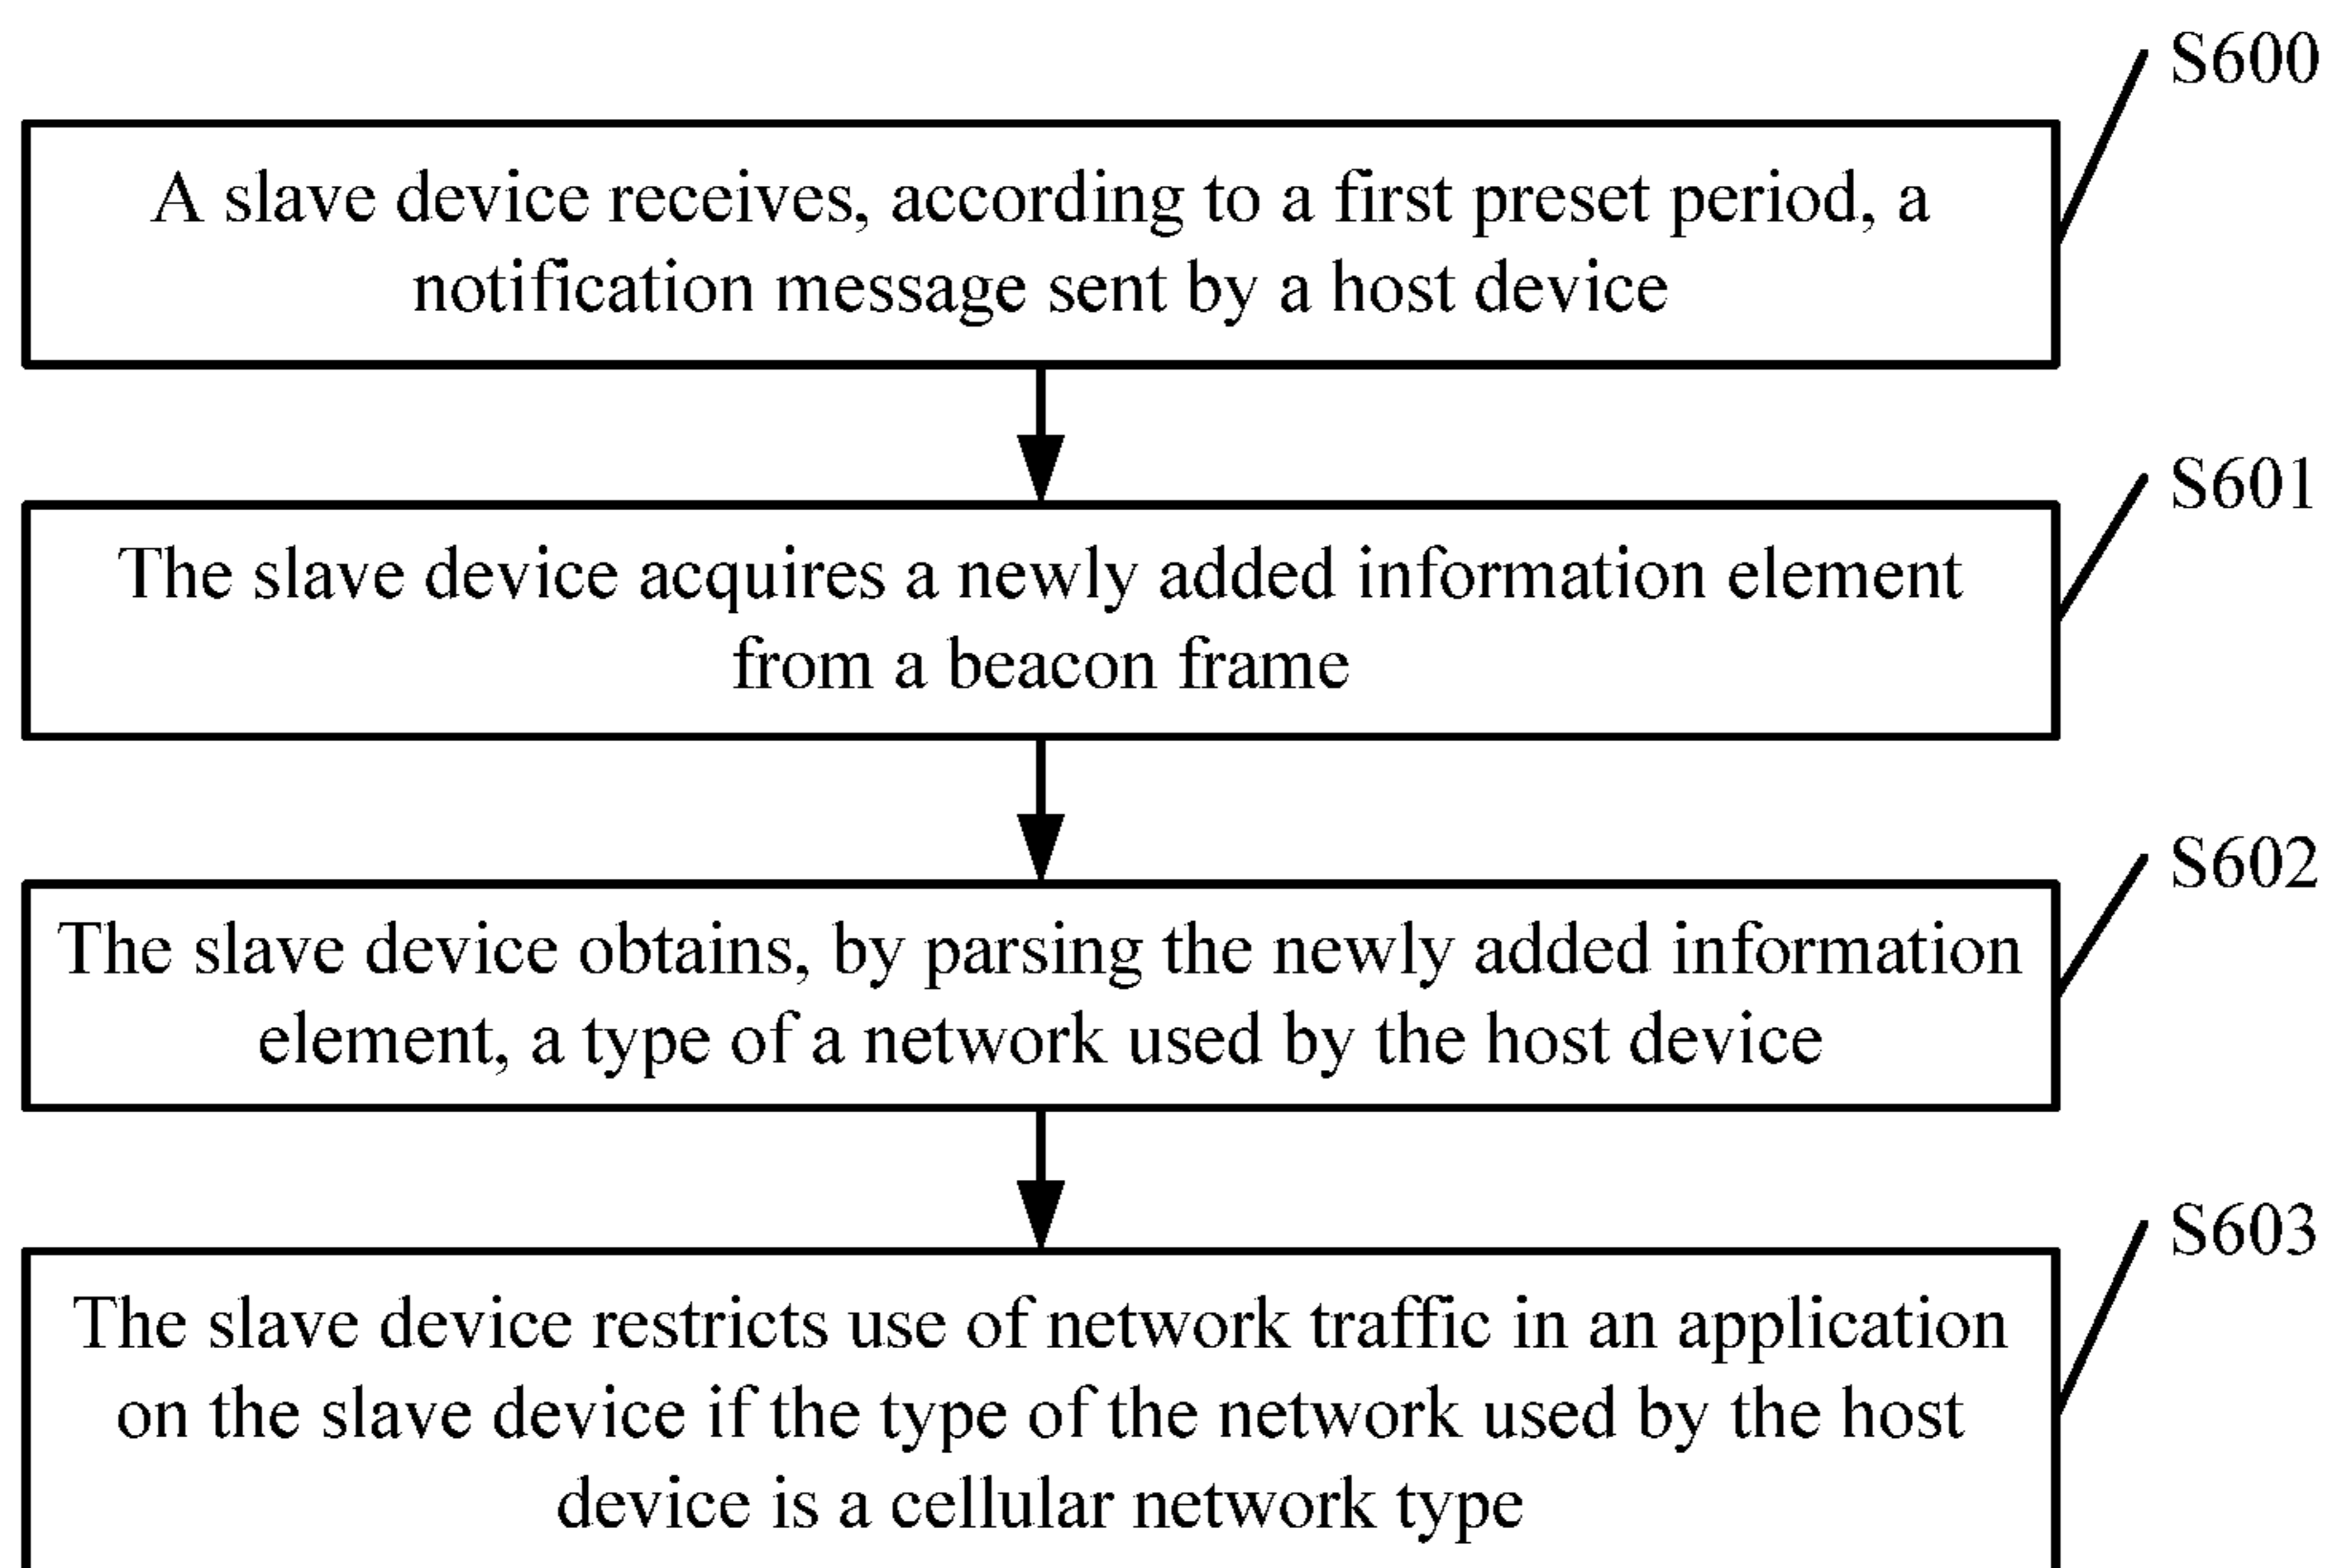 S600
A slave device receives, according to a first preset period, a
notification message sent by a host device
S601
The slave device acquires a newly added information element
from a beacon frame
S602
The slave device obtains, by parsing the newly added information
element, a type of a network used by the host device
S603
The slave device restricts use of network traffic in an application
on the slave device if the type of the network used by the host
device is a cellular network type